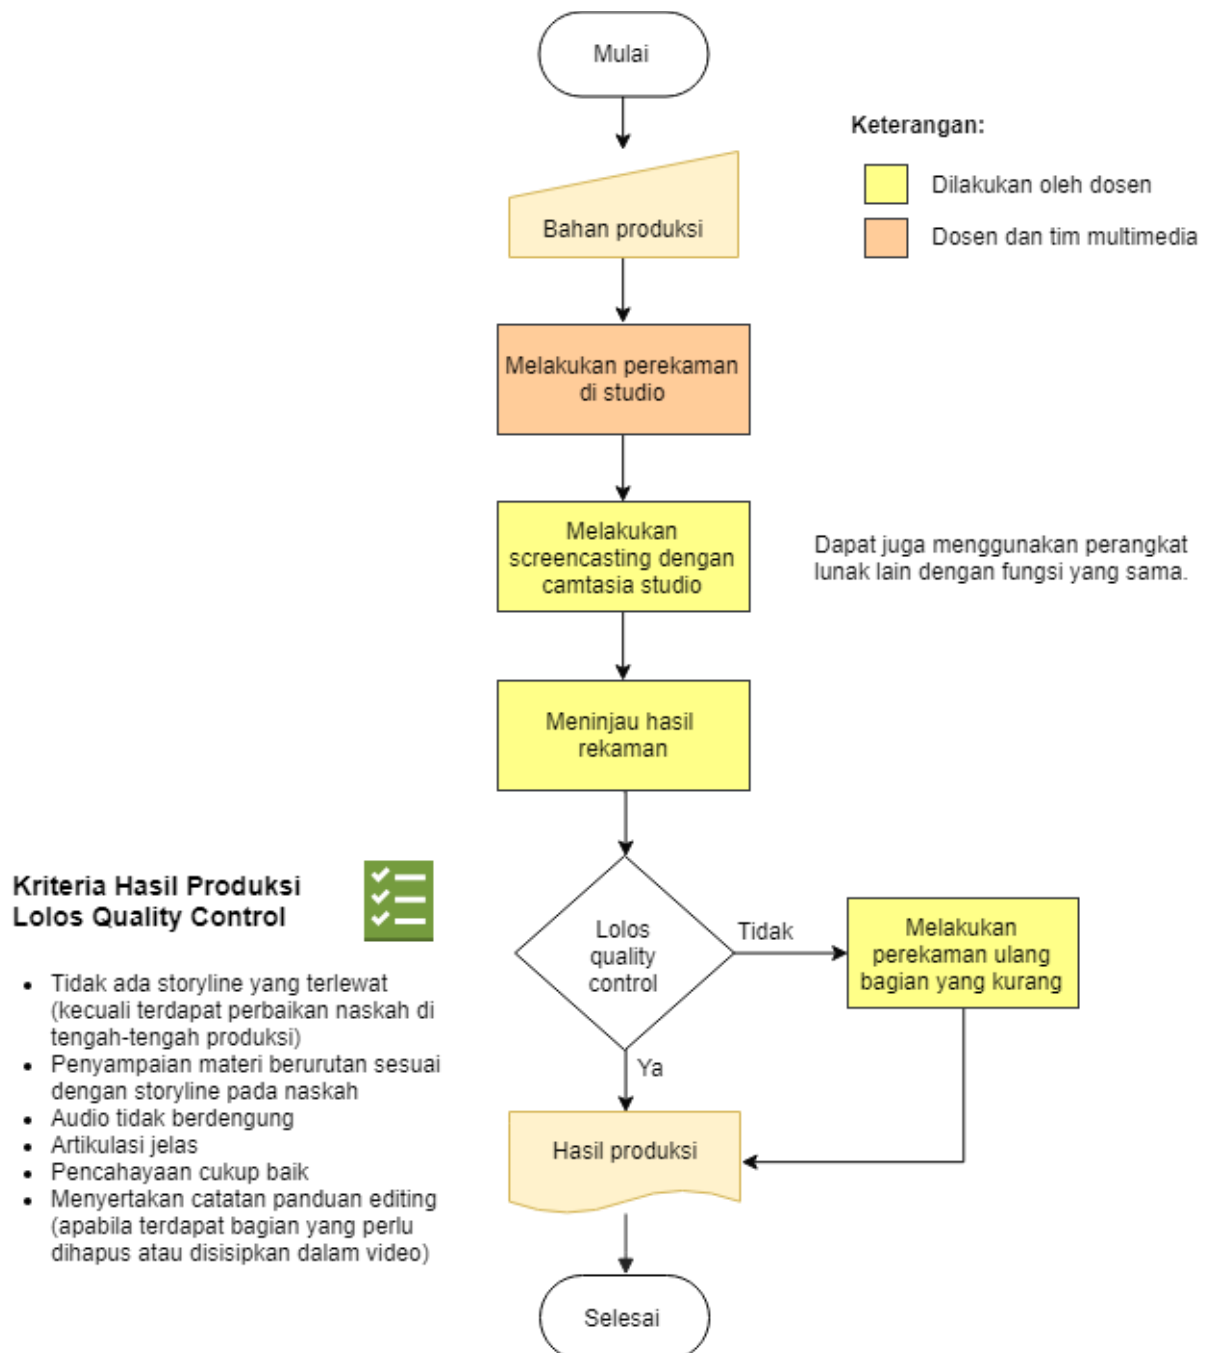 Mulai
Keterangan:
Dilakukan oleh dosen
Dosen dan tim multimedia
Bahan produksi
Melakukan perekaman
di studio
Melakukan
screencasting dengan
camtasia studio
Dapat juga menggunakan perangkat
lunak lain dengan fungsi yang sama.
Meninjau hasil
rekaman
Kriteria Hasil Produksi
Lolos Quality Control
Tidak ada storyline yang terlewat
(kecuali terdapat perbaikan naskah di
tengah-tengah produksi)
Penyampaian materi berurutan sesuai
dengan storyline pada naskah
Audio tidak berdengung
Artikulasi jelas
Pencahayaan cukup baik
Menyertakan catatan panduan editing
(apabila terdapat bagian yang perlu
dihapus atau disisipkan dalam video)
Lolos
quality
control
Tidak
Melakukan
perekaman ulang
bagian yang kurang
Ya
Hasil produksi
Selesai